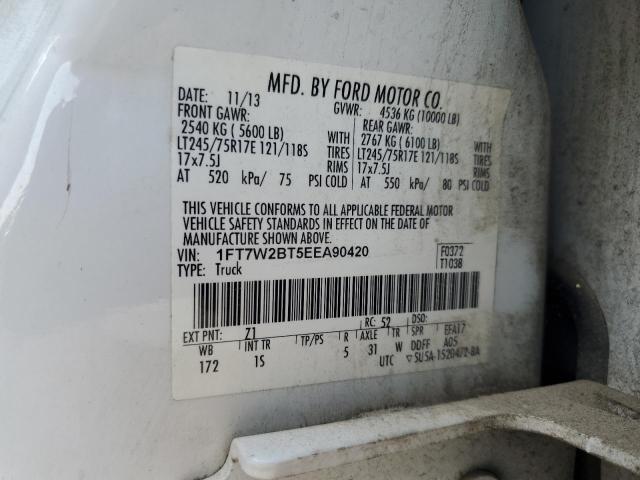 MFD. BY FORD MOTOR CO.
DATE: 11/13 GVWR: 4536 KG (10000 LB)
FRONT GAWR: REAR GAWR:
2540 KG ( 5600 LB) WITH 2767 KG ( 6100 LB) WITH
LT245/75R17E 121/118S TIRES LT245/75R17E 121/118S TIRES
17x7.5J RIMS 17x7.5J RIMS
AT 520 kPa/ 75 PSI COLD AT 550 kPa/ 80 PSI COLD
THIS VEHICLE CONFORMS TO ALL APPLICABLE FEDERAL MOTOR
VEHICLE SAFETY STANDARDS IN EFFECT ON THE DATE OF
MANUFACTURE SHOWN ABOVE.
VIN: 1FT7W2BT5EEA90420 F0372
TYPE: Truck T1038
EXT PNT: Z1 RC: 52 DSO:
WB INT TR TP/PS R AXLE TR SPR EFA17
172 1S 5 31 W DDFF A05
UTC ▽SU5A-1520472-BA